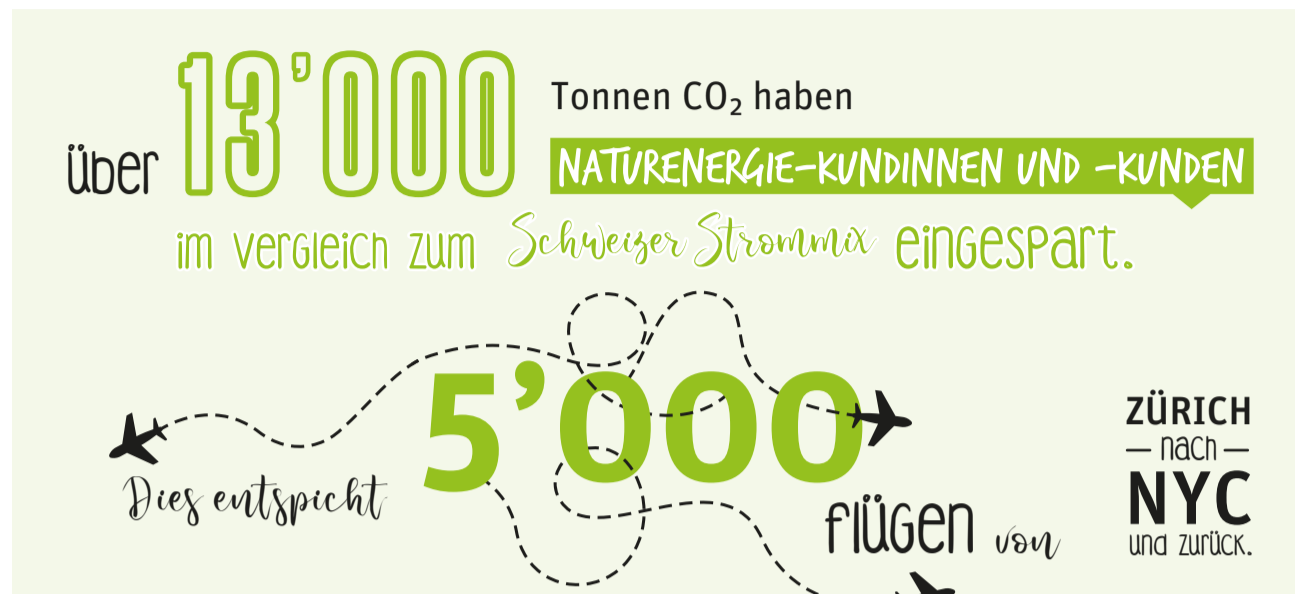 über 13’000 Tonnen CO₂ haben
NATURENERGIE-KUNDINNEN UND -KUNDEN
im Vergleich zum Schweizer Strommix eingespart.
Dies entspicht 5’000 flügen von
ZÜRICH
— nach —
NYC
und zurück.